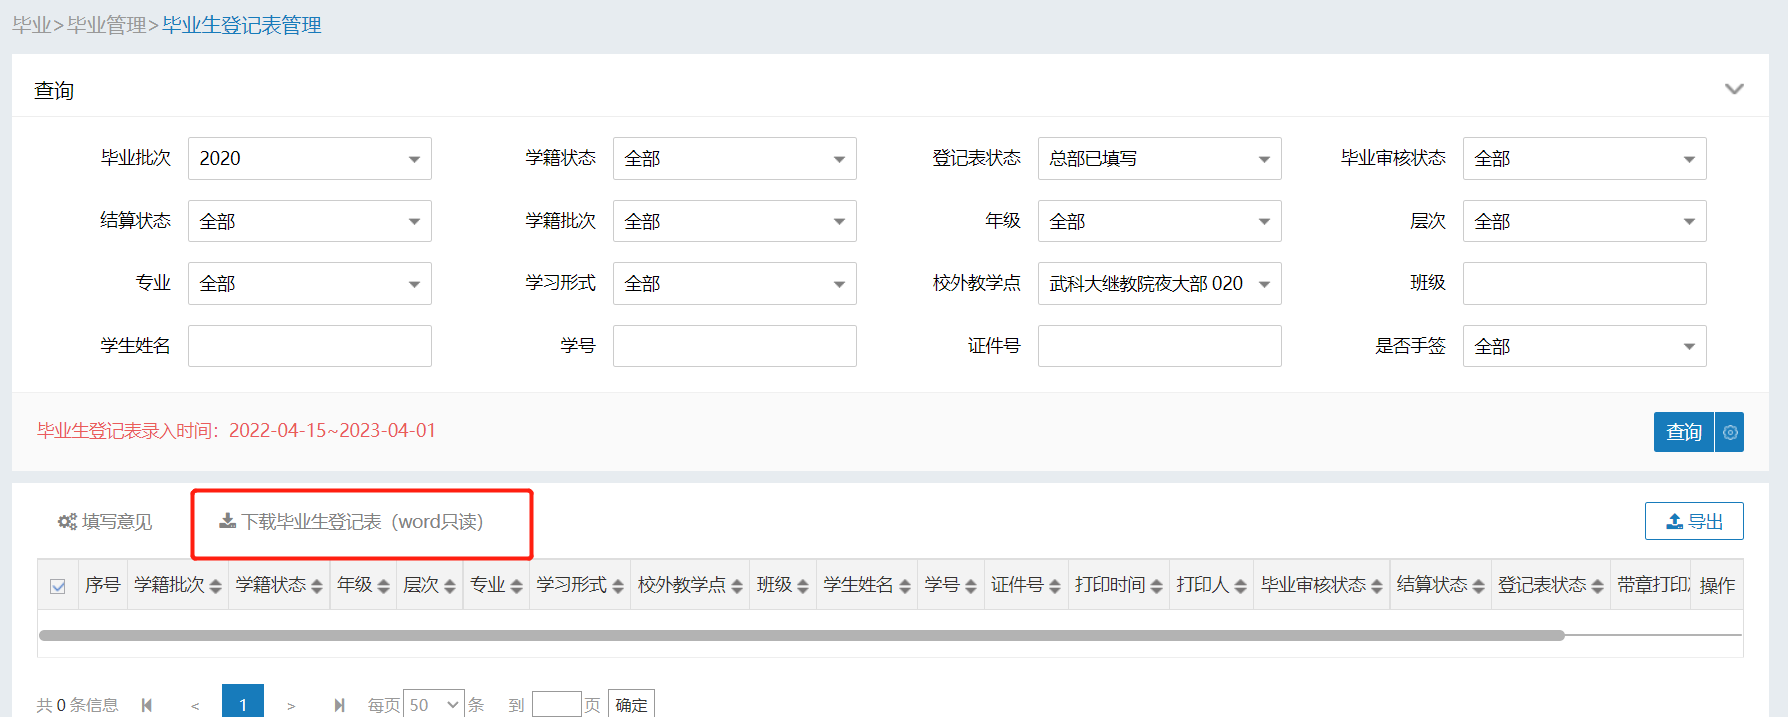 毕业>毕业管理>毕业生登记表管理
查询
毕业批次 2020 学籍状态 全部 登记表状态 总部已填写 毕业审核状态 全部
结算状态 全部 学籍批次 全部 年级 全部 层次 全部
专业 全部 学习形式 全部 校外教学点 武科大继教院夜大部 020 班级
学生姓名 学号 证件号 是否手签 全部
毕业生登记表录入时间：2022-04-15~2023-04-01 查询
填写意见 下载毕业生登记表（word只读） 导出
序号 学籍批次 学籍状态 年级 层次 专业 学习形式 校外教学点 班级 学生姓名 学号 证件号 打印时间 打印人 毕业审核状态 结算状态 登记表状态 带章打印 操作
共 0 条信息 < 1 > 每页 50 条 到 页 确定